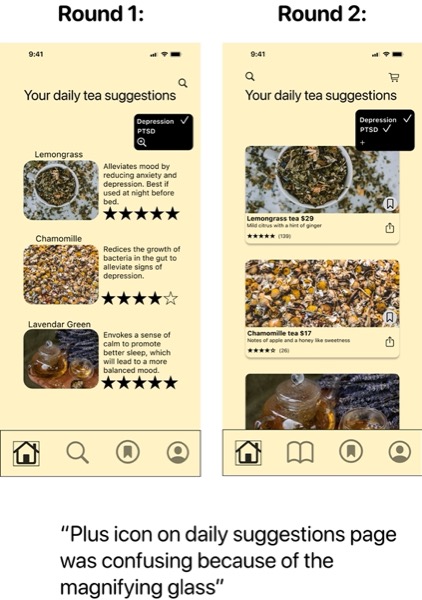 Round 1:
Round 2:
9:41
Your daily tea suggestions
Depression
PTSD
Lemongrass
Alleviates mood by
reducing anxiety and
depression. Best if
used at night before
bed.
Chamomille
Redices the growth of
bacteria in the gut to
alleviate signs of
depression.
Lavendar Green
Envokes a sense of
calm to promote
better sleep, which
will lead to a more
balanced mood.
9:41
Your daily tea suggestions
Depression
PTSD
+
Lemongrass tea $29
Mild citrus with a hint of ginger
(139)
Chamomille tea $17
Notes of apple and a honey like sweetness
(26)
“Plus icon on daily suggestions page
was confusing because of the
magnifying glass”